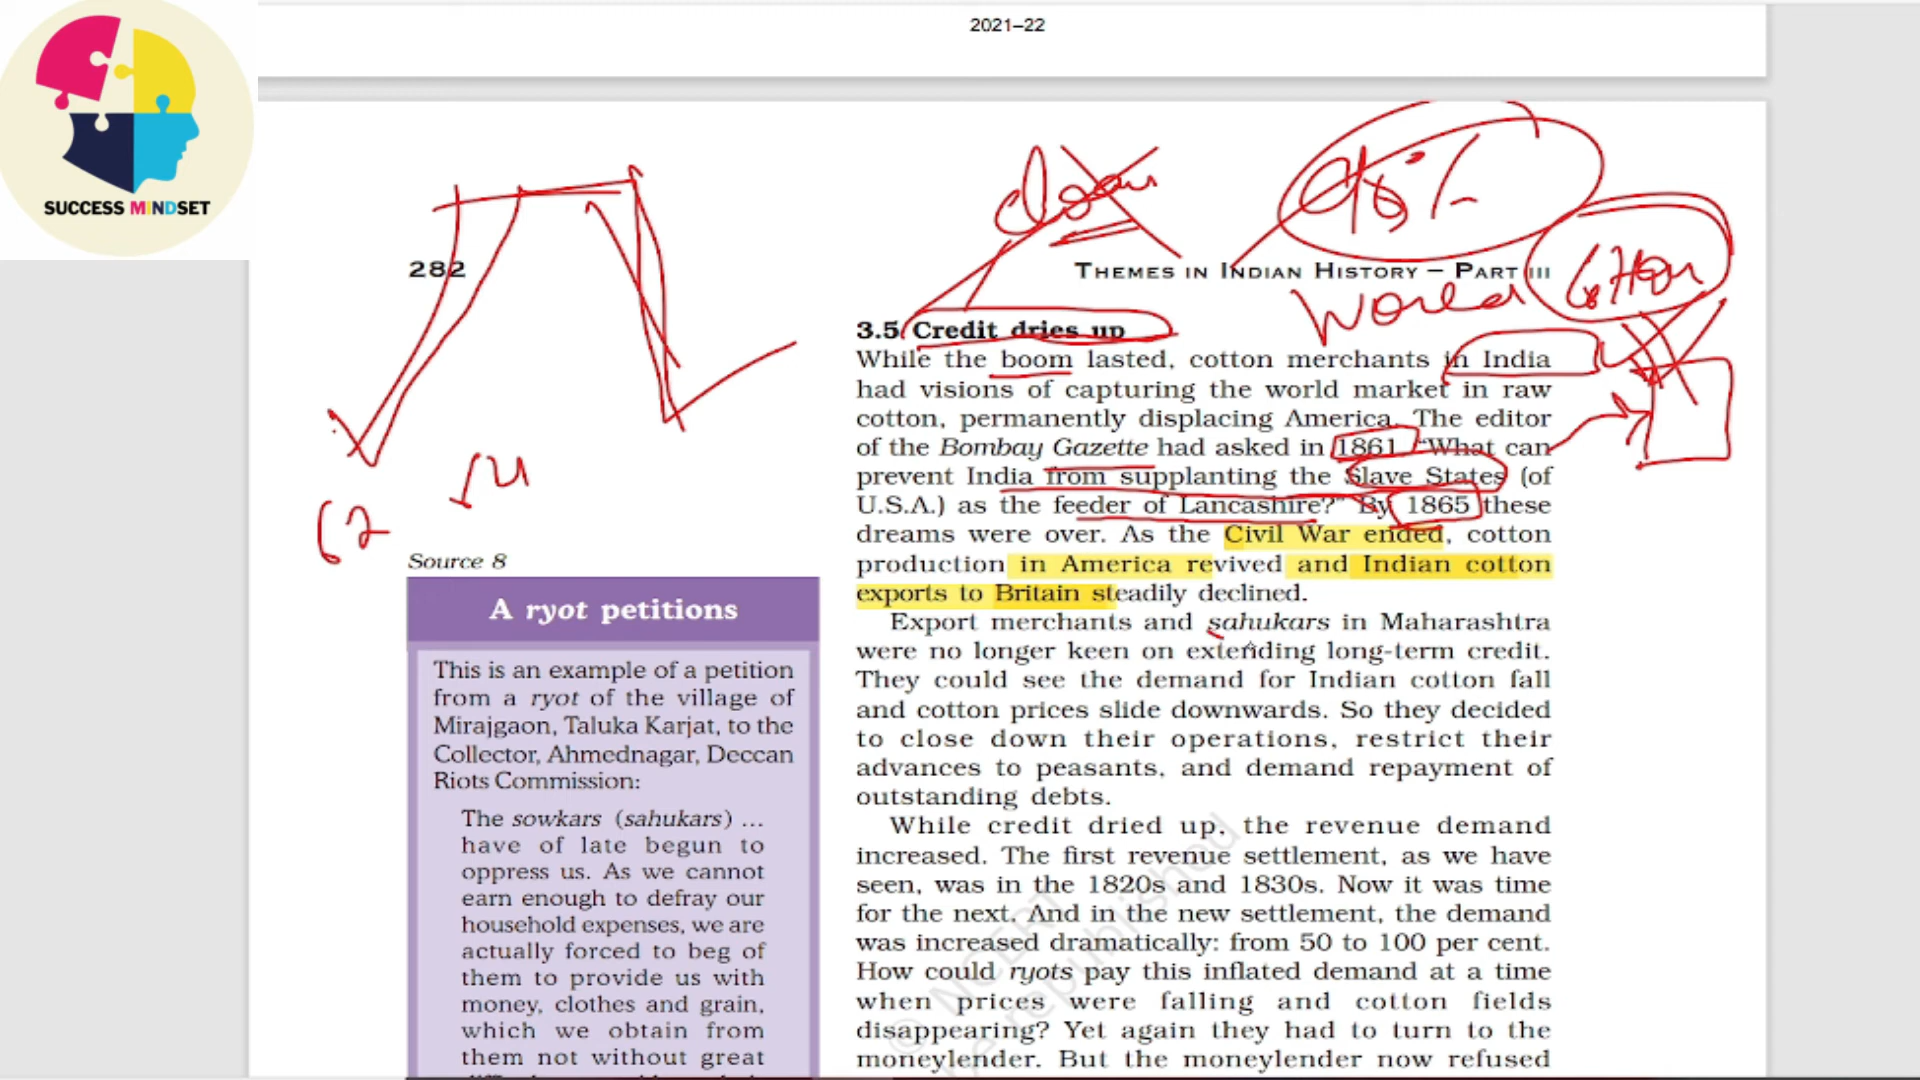 2021–22
SUCCESS MINDSET
282
THEMES IN INDIAN HISTORY – PART III
World
Cotton
62
3.5 Credit dries up
While the boom lasted, cotton merchants in India
had visions of capturing the world market in raw
cotton, permanently displacing America. The editor
of the Bombay Gazette had asked in 1861, “What can
prevent India from supplanting the Slave States (of
U.S.A.) as the feeder of Lancashire?” By 1865 these
dreams were over. As the Civil War ended, cotton
production in America revived and Indian cotton
exports to Britain steadily declined.
Export merchants and sahukars in Maharashtra
were no longer keen on extending long-term credit.
They could see the demand for Indian cotton fall
and cotton prices slide downwards. So they decided
to close down their operations, restrict their
advances to peasants, and demand repayment of
outstanding debts.
While credit dried up, the revenue demand
increased. The first revenue settlement, as we have
seen, was in the 1820s and 1830s. Now it was time
for the next. And in the new settlement, the demand
was increased dramatically: from 50 to 100 per cent.
How could ryots pay this inflated demand at a time
when prices were falling and cotton fields
disappearing? Yet again they had to turn to the
moneylender. But the moneylender now refused
Source 8
A ryot petitions
This is an example of a petition
from a ryot of the village of
Mirajgaon, Taluka Karjat, to the
Collector, Ahmednagar, Deccan
Riots Commission:
The sowkars (sahukars) …
have of late begun to
oppress us. As we cannot
earn enough to defray our
household expenses, we are
actually forced to beg of
them to provide us with
money, clothes and grain,
which we obtain from
them not without great
© NCERT
be republished